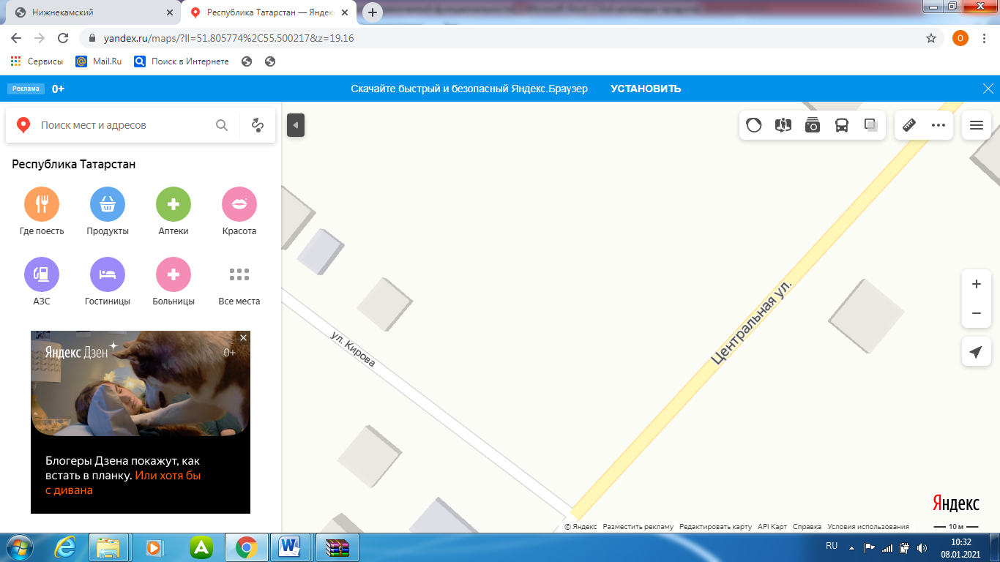 Нижнекамский
Республика Татарстан — Яндекс
yandex.ru/maps/?ll=51.805774%2C55.500217&z=19.16
О
Сервисы
Mail.Ru
Поиск в Интернете
Реклама
0+
Скачайте быстрый и безопасный Яндекс.Браузер
УСТАНОВИТЬ
Поиск мест и адресов
Республика Татарстан
Где поесть
Продукты
Аптеки
Красота
АЗС
Гостиницы
Больницы
Все места
Яндекс Дзен
0+
Блогеры Дзена покажут, как
встать в планку. Или хотя бы
с дивана
ул. Кирова
Центральная ул.
Яндекс
© Яндекс Разместить рекламу Редактировать карту API Карт Справка Условия использования
10 м
RU
10:32
08.01.2021